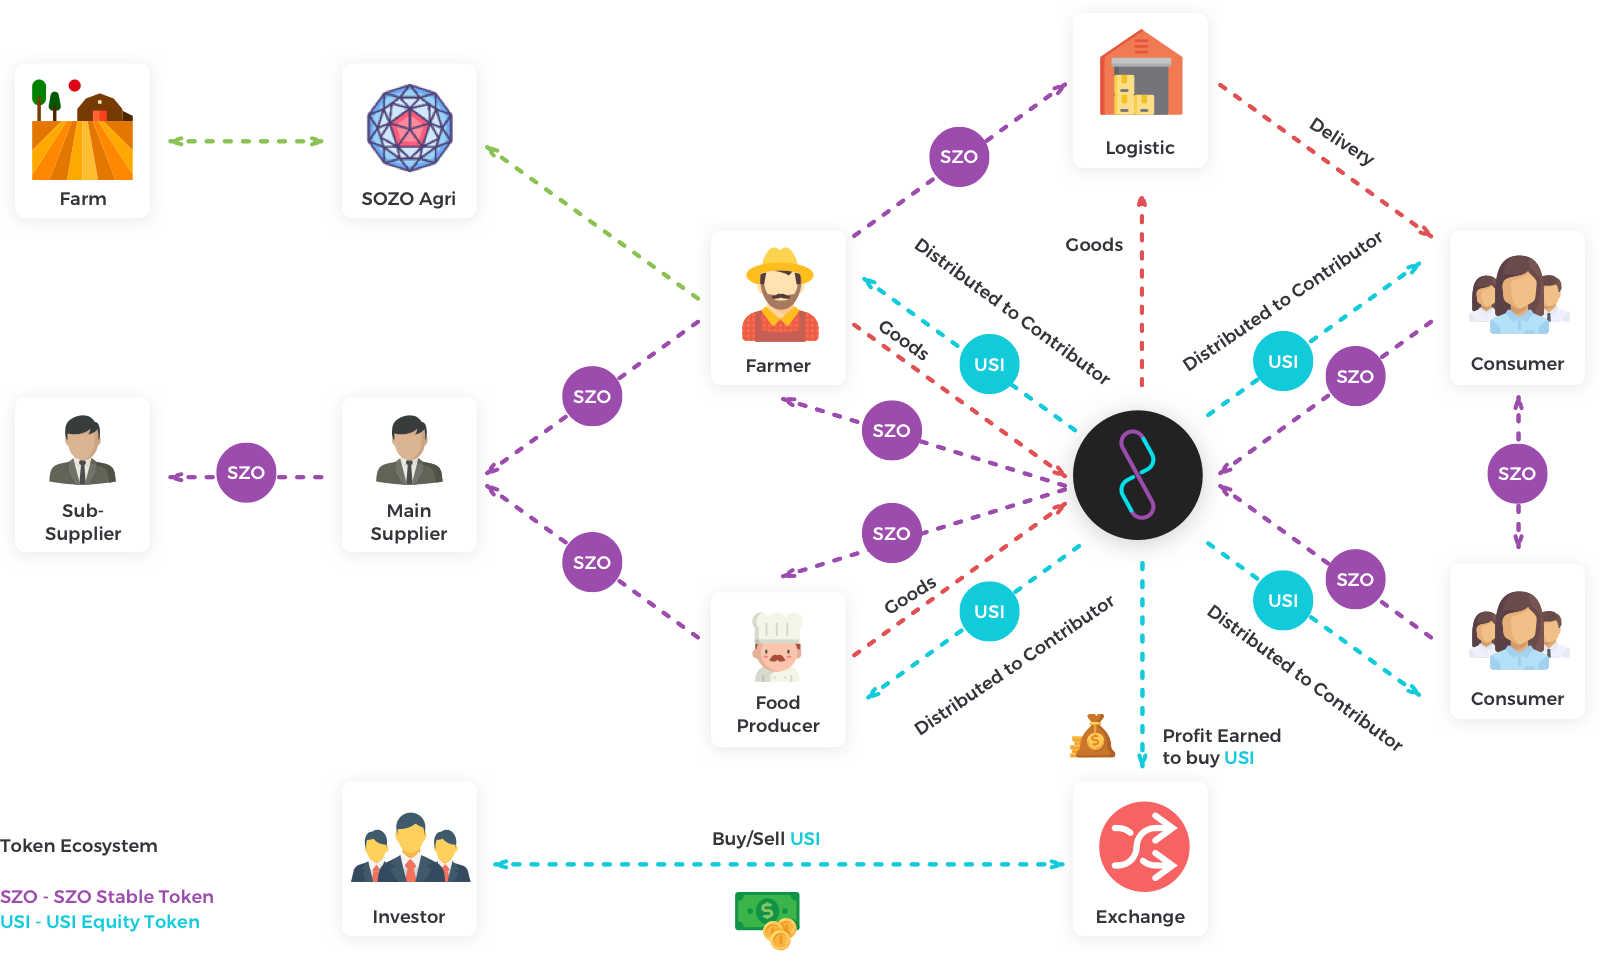 Logistic
Farm
SOZO Agri
SZO
Delivery
Goods
Distributed to Contributor
Distributed to Contributor
Farmer
Goods
USI
USI
SZO
Consumer
SZO
SZO
Sub-
Supplier
SZO
Main
Supplier
SZO
SZO
SZO
Goods
USI
Distributed to Contributor
USI
SZO
Distributed to Contributor
Consumer
Food
Producer
Profit Earned
to buy USI
Token Ecosystem
SZO - SZO Stable Token
USI - USI Equity Token
Investor
Buy/Sell USI
Exchange